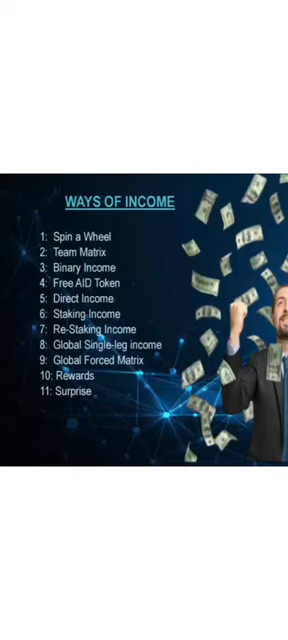 WAYS OF INCOME
1: Spin a Wheel
2: Team Matrix
3: Binary Income
4: Free AID Token
5: Direct Income
6: Staking Income
7: Re-Staking Income
8: Global Single-leg income
9: Global Forced Matrix
10: Rewards
11: Surprise